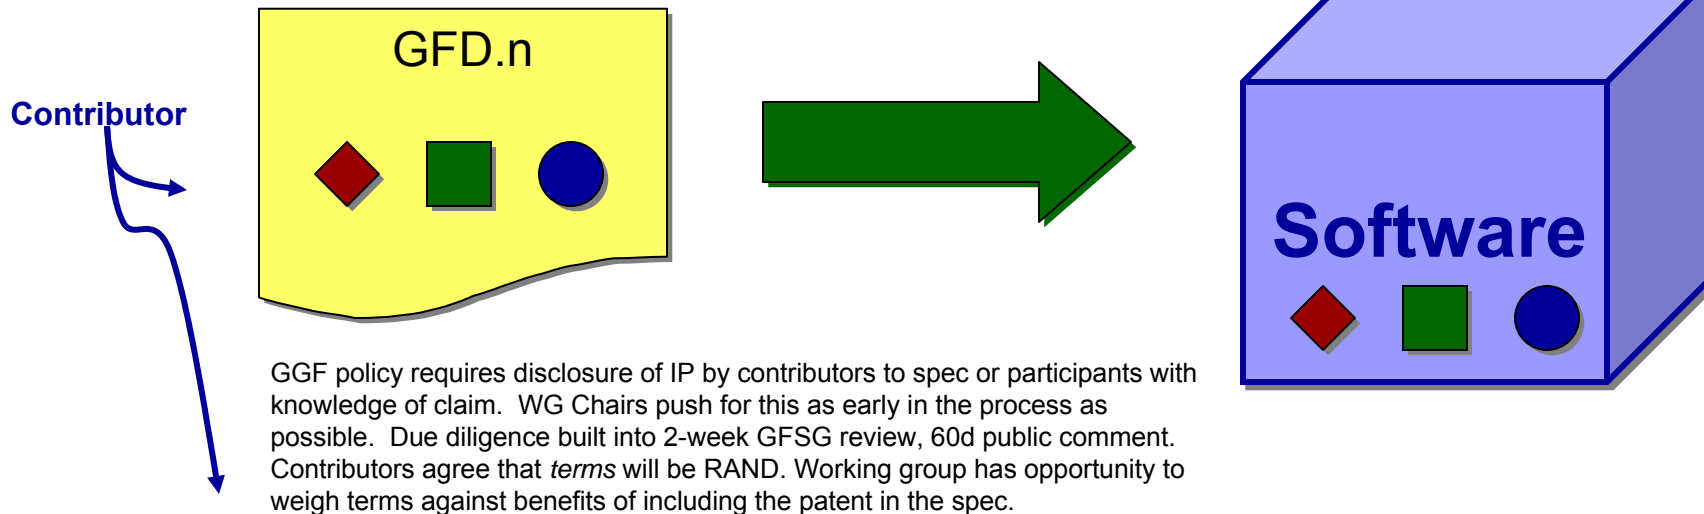 GFD.n
Contributor
Software
GGF policy requires disclosure of IP by contributors to spec or participants with
knowledge of claim.  WG Chairs push for this as early in the process as
possible.  Due diligence built into 2-week GFSG review, 60d public comment.
Contributors agree that terms will be RAND. Working group has opportunity to
weigh terms against benefits of including the patent in the spec.